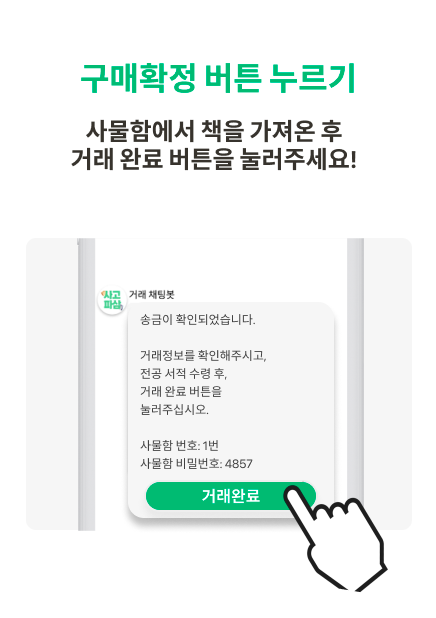 구매확정 버튼 누르기
사물함에서 책을 가져온 후
거래 완료 버튼을 눌러주세요!
사고
파삼
거래 채팅봇
송금이 확인되었습니다.
거래정보를 확인해주시고,
전공 서적 수령 후,
거래 완료 버튼을
눌러주십시오.
사물함 번호: 1번
사물함 비밀번호: 4857
거래완료